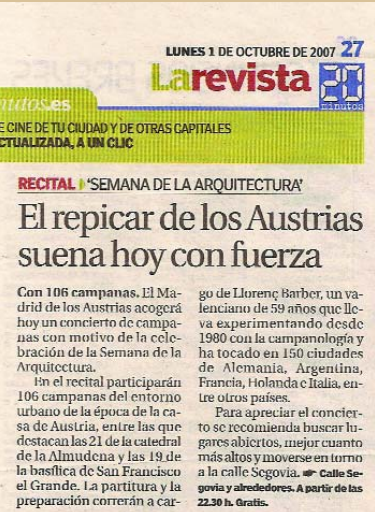 LUNES 1 DE OCTUBRE DE 2007 27
Larevista 20
minutos
nutos.es
E CINE DE TU CIUDAD Y DE OTRAS CAPITALES
CTUALIZADA, A UN CLIC
RECITAL 'SEMANA DE LA ARQUITECTURA'
El repicar de los Austrias
suena hoy con fuerza
Con 106 campanas. El Ma-
drid de los Austrias acogerá
hoy un concierto de campa-
nas con motivo de la cele-
bración de la Semana de la
Arquitectura.
En el recital participarán
106 campanas del entorno
urbano de la época de la ca-
sa de Austria, entre las que
destacan las 21 de la catedral
de la Almudena y las 19 de
la basílica de San Francisco
el Grande. La partitura y la
preparación correrán a car-
go de Llorenç Barber, un va-
lenciano de 59 años que lle-
va experimentando desde
1980 con la campanología y
ha tocado en 150 ciudades
de Alemania, Argentina,
Francia, Holanda e Italia, en-
tre otros países.
Para apreciar el concier-
to se recomienda buscar lu-
gares abiertos, mejor cuanto
más altos y moverse en torno
a la calle Segovia. ☛ Calle Se-
govia y alrededores. A partir de las
22.30 h. Gratis.